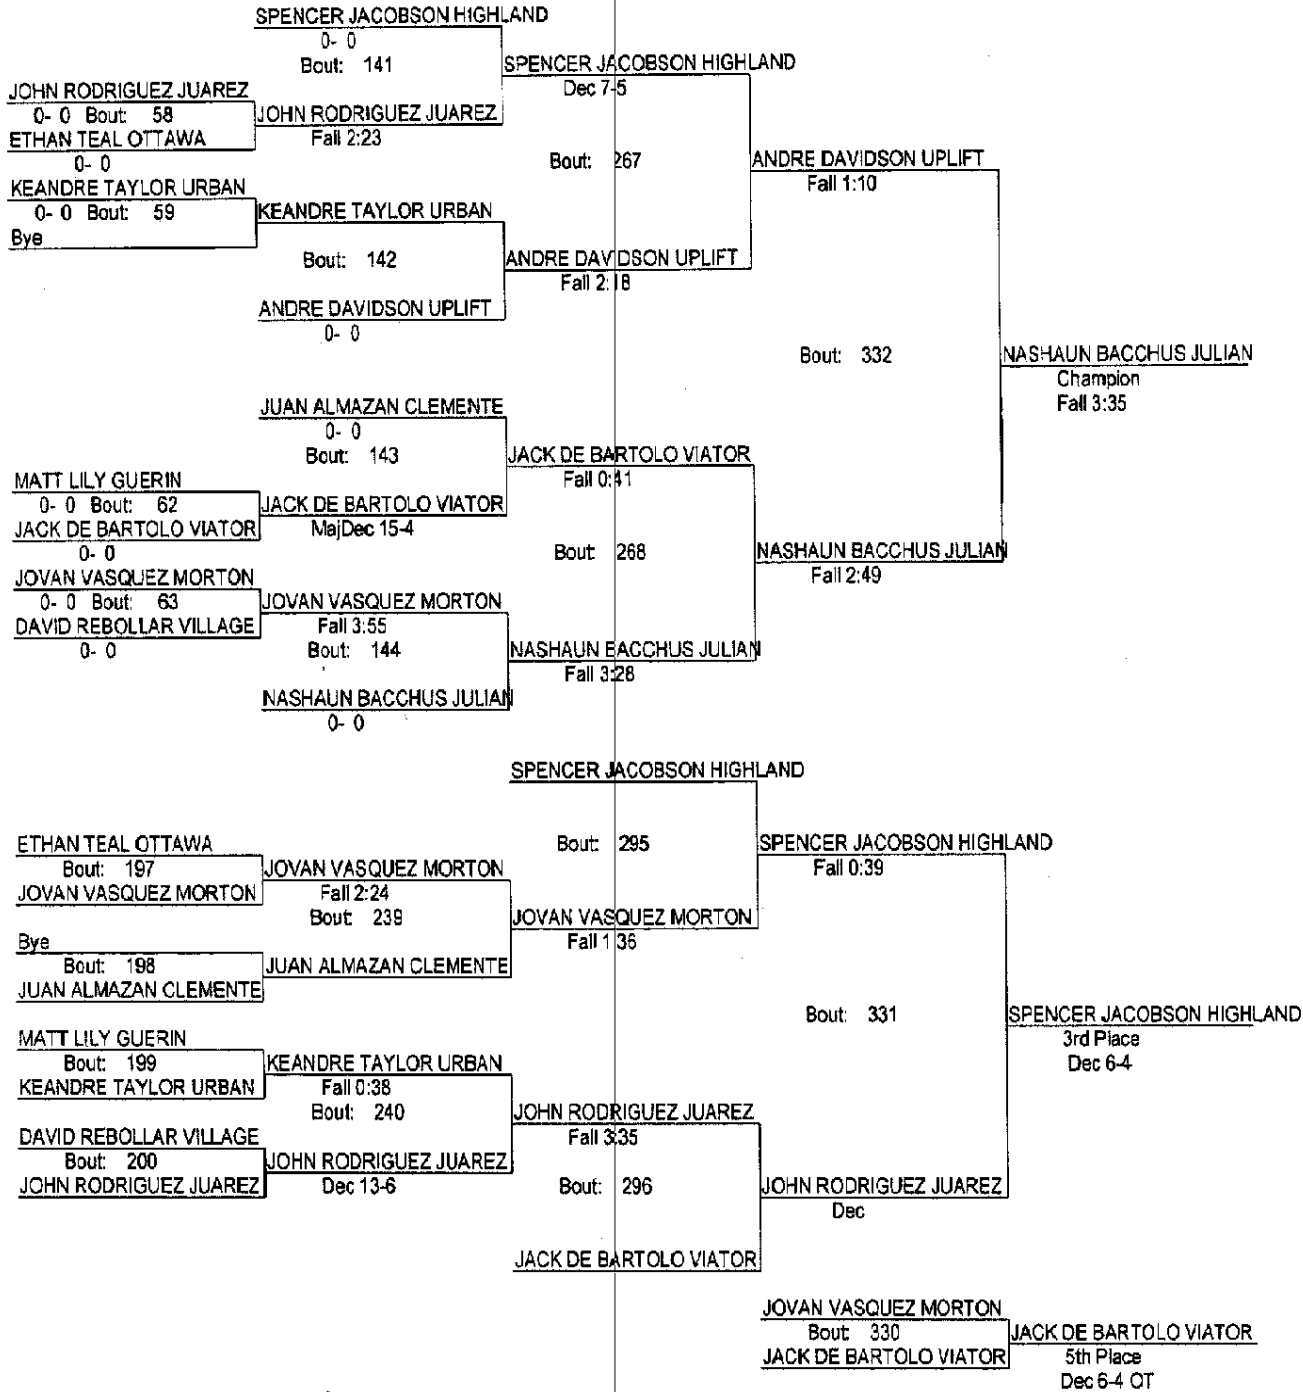 SPENCER JACOBSON HIGHLAND
0- 0
Bout: 141
SPENCER JACOBSON HIGHLAND
Dec 7-5
JOHN RODRIGUEZ JUAREZ
0- 0 Bout: 58
JOHN RODRIGUEZ JUAREZ
Fall 2:23
ETHAN TEAL OTTAWA
0- 0
Bout: 267
ANDRE DAVIDSON UPLIFT
Fall 1:10
KEANDRE TAYLOR URBAN
0- 0 Bout: 59
KEANDRE TAYLOR URBAN
Bye
Bout: 142
ANDRE DAVIDSON UPLIFT
Fall 2:18
ANDRE DAVIDSON UPLIFT
0- 0
Bout: 332
NASHAUN BACCHUS JULIAN
Champion
Fall 3:35
JUAN ALMAZAN CLEMENTE
0- 0
Bout: 143
JACK DE BARTOLO VIATOR
Fall 0:41
MATT LILY GUERIN
0- 0 Bout: 62
JACK DE BARTOLO VIATOR
MajDec 15-4
JACK DE BARTOLO VIATOR
0- 0
Bout: 268
NASHAUN BACCHUS JULIAN
Fall 2:49
JOVAN VASQUEZ MORTON
0- 0 Bout: 63
JOVAN VASQUEZ MORTON
Fall 3:55
DAVID REBOLLAR VILLAGE
0- 0
Bout: 144
NASHAUN BACCHUS JULIAN
Fall 3:28
NASHAUN BACCHUS JULIAN
0- 0
SPENCER JACOBSON HIGHLAND
Bout: 295
SPENCER JACOBSON HIGHLAND
Fall 0:39
ETHAN TEAL OTTAWA
Bout: 197
JOVAN VASQUEZ MORTON
Fall 2:24
JOVAN VASQUEZ MORTON
Bout: 239
JOVAN VASQUEZ MORTON
Fall 1:36
Bye
Bout: 198
JUAN ALMAZAN CLEMENTE
JUAN ALMAZAN CLEMENTE
Bout: 331
SPENCER JACOBSON HIGHLAND
3rd Place
Dec 6-4
MATT LILY GUERIN
Bout: 199
KEANDRE TAYLOR URBAN
Fall 0:38
KEANDRE TAYLOR URBAN
Bout: 240
JOHN RODRIGUEZ JUAREZ
Fall 3:35
DAVID REBOLLAR VILLAGE
Bout: 200
JOHN RODRIGUEZ JUAREZ
Dec 13-6
JOHN RODRIGUEZ JUAREZ
Bout: 296
JOHN RODRIGUEZ JUAREZ
Dec
JACK DE BARTOLO VIATOR
JOVAN VASQUEZ MORTON
Bout: 330
JACK DE BARTOLO VIATOR
JACK DE BARTOLO VIATOR
5th Place
Dec 6-4 OT